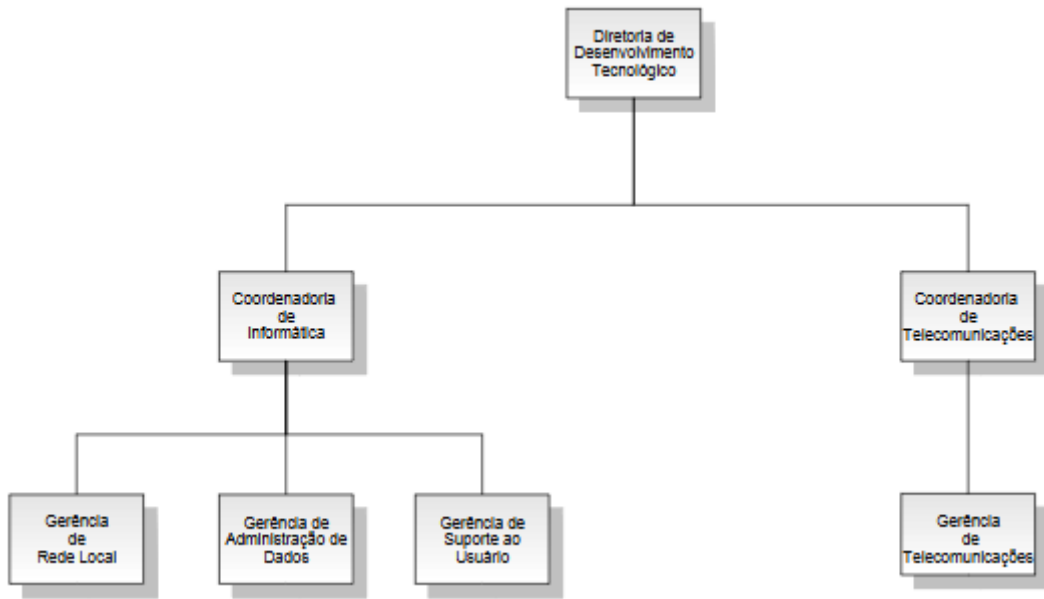 Diretoria de
Desenvolvimento
Tecnológico
Coordenadoria
de
Informática
Coordenadoria
de
Telecomunicações
Gerência
de
Rede Local
Gerência de
Administração de
Dados
Gerência de
Suporte ao
Usuário
Gerência
de
Telecomunicações